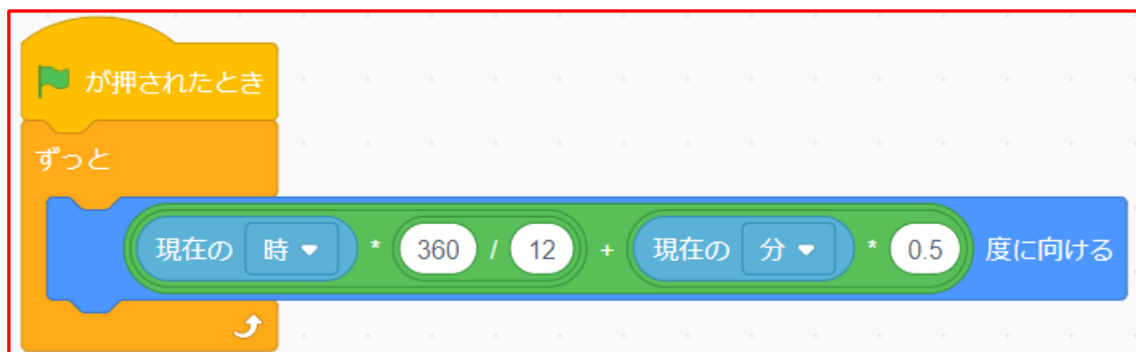 が押されたとき
ずっと
現在の 時 * 360 / 12 + 現在の 分 * 0.5 度に向ける